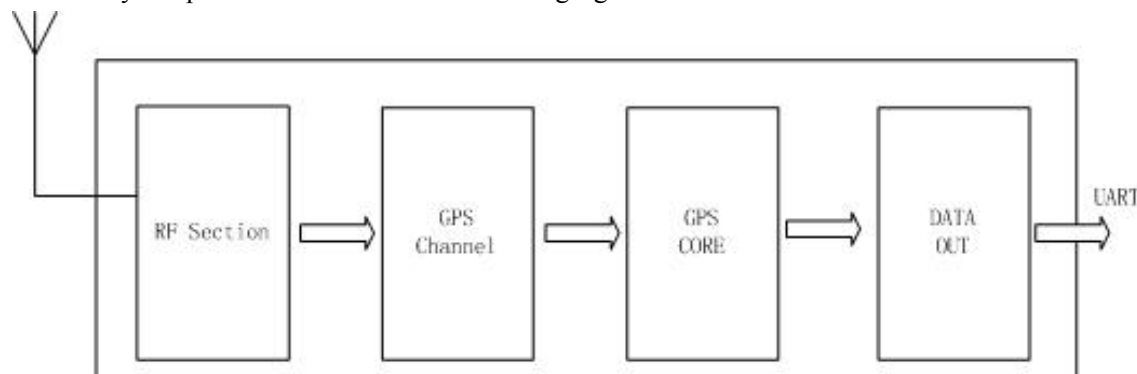 RF Section
GPS
Channel
GPS
CORE
DATA
OUT
UART